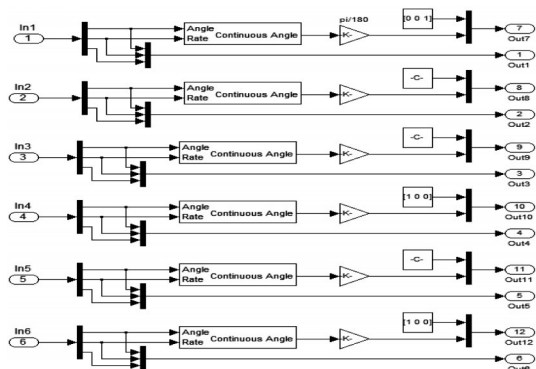 In1
1
Angle
Rate
Continuous Angle
pi/180
-K-
[0 0 1]
7
Out7
1
Out1
In2
2
Angle
Rate
Continuous Angle
-K-
-C-
8
Out8
2
Out2
In3
3
Angle
Rate
Continuous Angle
-K-
-C-
9
Out9
3
Out3
In4
4
Angle
Rate
Continuous Angle
-K-
[1 0 0]
10
Out10
4
Out4
In5
5
Angle
Rate
Continuous Angle
-K-
-C-
11
Out11
5
Out5
In6
6
Angle
Rate
Continuous Angle
-K-
[1 0 0]
12
Out12
6
Out6